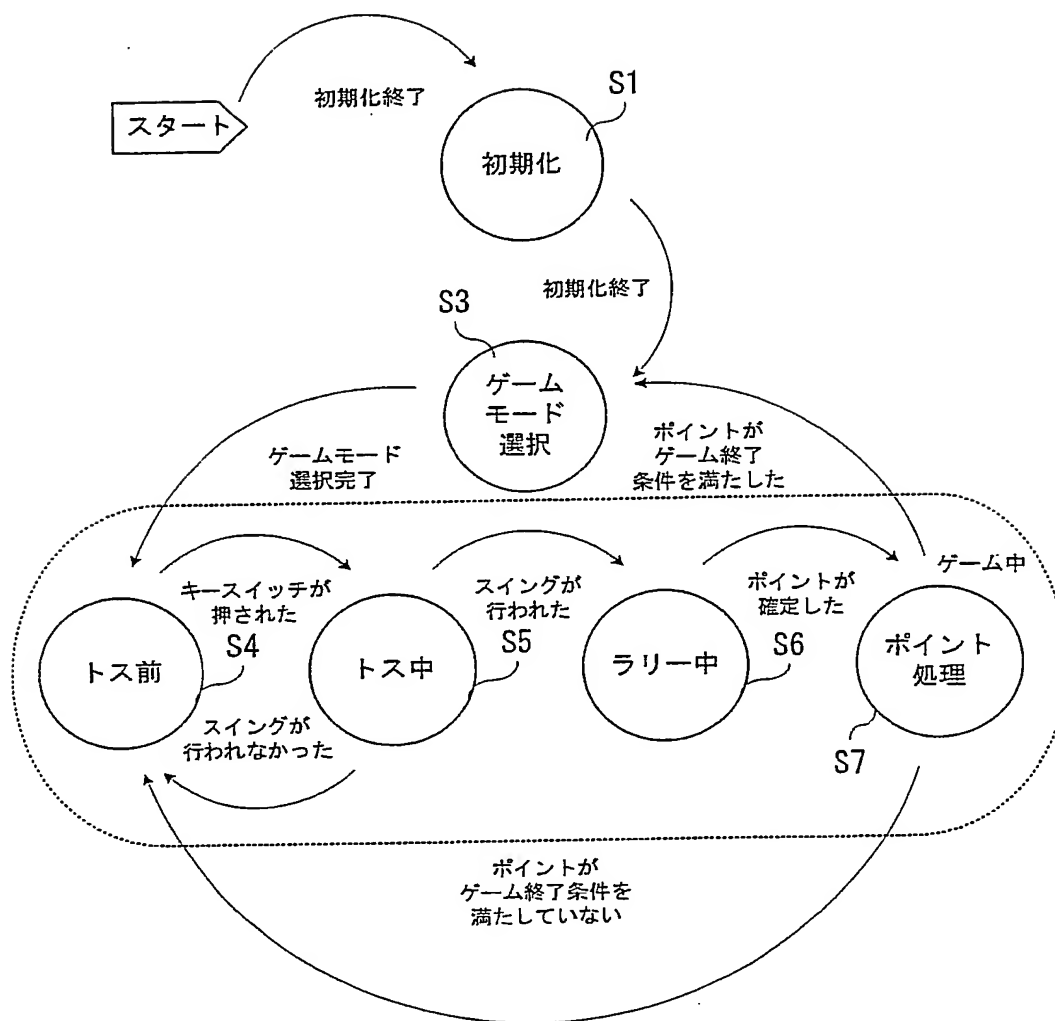 スタート
初期化終了
S1
初期化
初期化終了
S3
ゲーム
モード
選択
ゲームモード
選択完了
ポイントが
ゲーム終了
条件を満たした
ゲーム中
キースイッチが
押された
スイングが
行われた
ポイントが
確定した
トス前
S4
トス中
S5
ラリー中
S6
ポイント
処理
S7
スイングが
行われなかった
ポイントが
ゲーム終了条件を
満たしていない